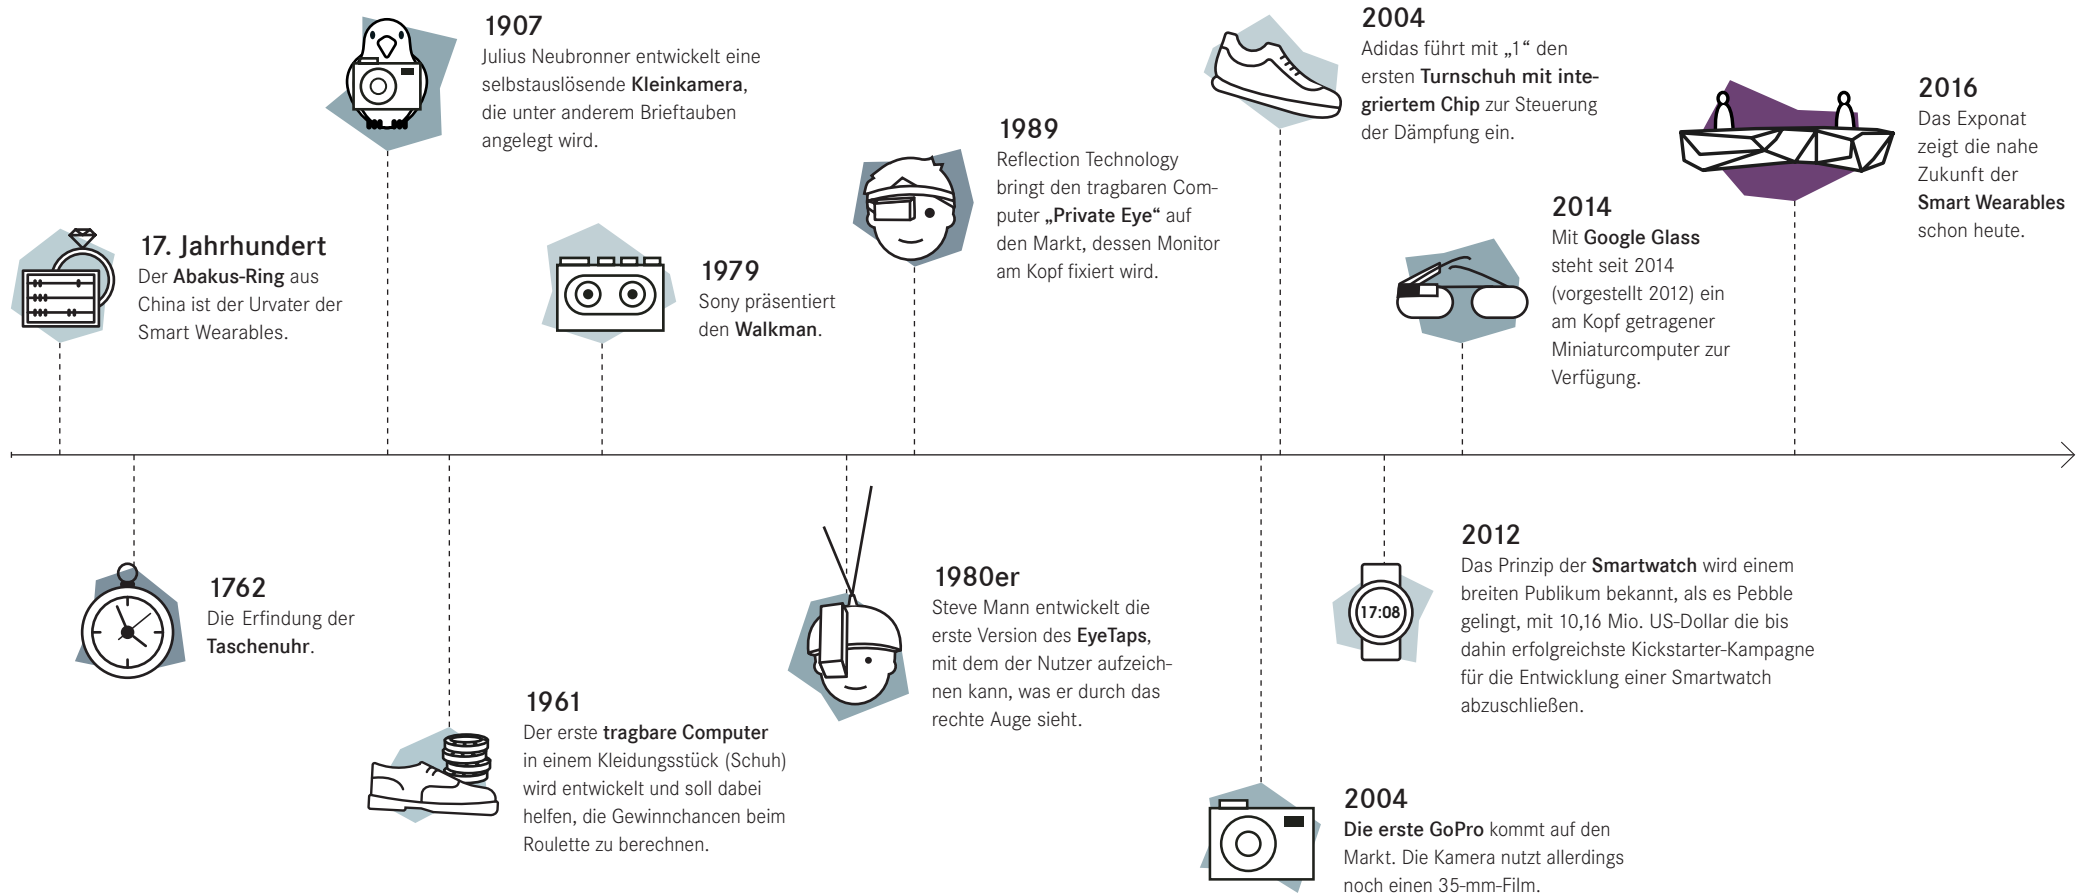 17. Jahrhundert
Der Abakus-Ring aus
China ist der Urvater der
Smart Wearables.
1762
Die Erfindung der
Taschenuhr.
1907
Julius Neubronner entwickelt eine
selbstauslösende Kleinkamera,
die unter anderem Brieftauben
angelegt wird.
1961
Der erste tragbare Computer
in einem Kleidungsstück (Schuh)
wird entwickelt und soll dabei
helfen, die Gewinnchancen beim
Roulette zu berechnen.
1979
Sony präsentiert
den Walkman.
1980er
Steve Mann entwickelt die
erste Version des EyeTaps,
mit dem der Nutzer aufzeich-
nen kann, was er durch das
rechte Auge sieht.
1989
Reflection Technology
bringt den tragbaren Com-
puter „Private Eye“ auf
den Markt, dessen Monitor
am Kopf fixiert wird.
2004
Die erste GoPro kommt auf den
Markt. Die Kamera nutzt allerdings
noch einen 35-mm-Film.
2004
Adidas führt mit „1“ den
ersten Turnschuh mit inte-
griertem Chip zur Steuerung
der Dämpfung ein.
17:08
2012
Das Prinzip der Smartwatch wird einem
breiten Publikum bekannt, als es Pebble
gelingt, mit 10,16 Mio. US-Dollar die bis
dahin erfolgreichste Kickstarter-Kampagne
für die Entwicklung einer Smartwatch
abzuschließen.
2014
Mit Google Glass
steht seit 2014
(vorgestellt 2012) ein
am Kopf getragener
Miniaturcomputer zur
Verfügung.
2016
Das Exponat
zeigt die nahe
Zukunft der
Smart Wearables
schon heute.